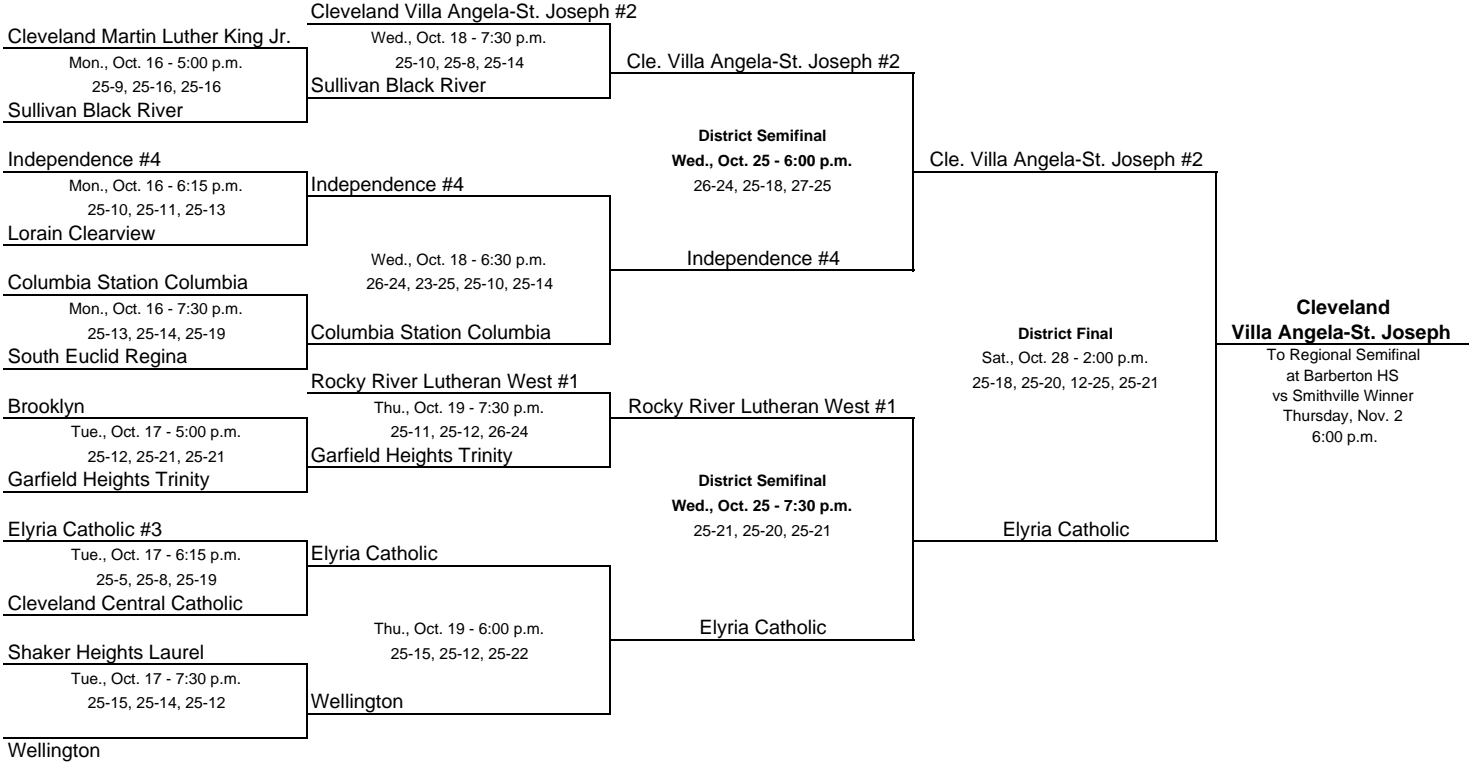 Cleveland Martin Luther King Jr.
Mon., Oct. 16 - 5:00 p.m.
25-9, 25-16, 25-16
Sullivan Black River
Independence #4
Mon., Oct. 16 - 6:15 p.m.
25-10, 25-11, 25-13
Lorain Clearview
Columbia Station Columbia
Mon., Oct. 16 - 7:30 p.m.
25-13, 25-14, 25-19
South Euclid Regina
Brooklyn
Tue., Oct. 17 - 5:00 p.m.
25-12, 25-21, 25-21
Garfield Heights Trinity
Elyria Catholic #3
Tue., Oct. 17 - 6:15 p.m.
25-5, 25-8, 25-19
Cleveland Central Catholic
Shaker Heights Laurel
Tue., Oct. 17 - 7:30 p.m.
25-15, 25-14, 25-12
Wellington
Cleveland Villa Angela-St. Joseph #2
Wed., Oct. 18 - 7:30 p.m.
25-10, 25-8, 25-14
Sullivan Black River
Independence #4
Wed., Oct. 18 - 6:30 p.m.
26-24, 23-25, 25-10, 25-14
Columbia Station Columbia
Rocky River Lutheran West #1
Thu., Oct. 19 - 7:30 p.m.
25-11, 25-12, 26-24
Garfield Heights Trinity
Elyria Catholic
Thu., Oct. 19 - 6:00 p.m.
25-15, 25-12, 25-22
Wellington
Cle. Villa Angela-St. Joseph #2
District Semifinal
Wed., Oct. 25 - 6:00 p.m.
26-24, 25-18, 27-25
Independence #4
Rocky River Lutheran West #1
District Semifinal
Wed., Oct. 25 - 7:30 p.m.
25-21, 25-20, 25-21
Elyria Catholic
Cle. Villa Angela-St. Joseph #2
District Final
Sat., Oct. 28 - 2:00 p.m.
25-18, 25-20, 12-25, 25-21
Elyria Catholic
Cleveland
Villa Angela-St. Joseph
To Regional Semifinal
at Barberton HS
vs Smithville Winner
Thursday, Nov. 2
6:00 p.m.